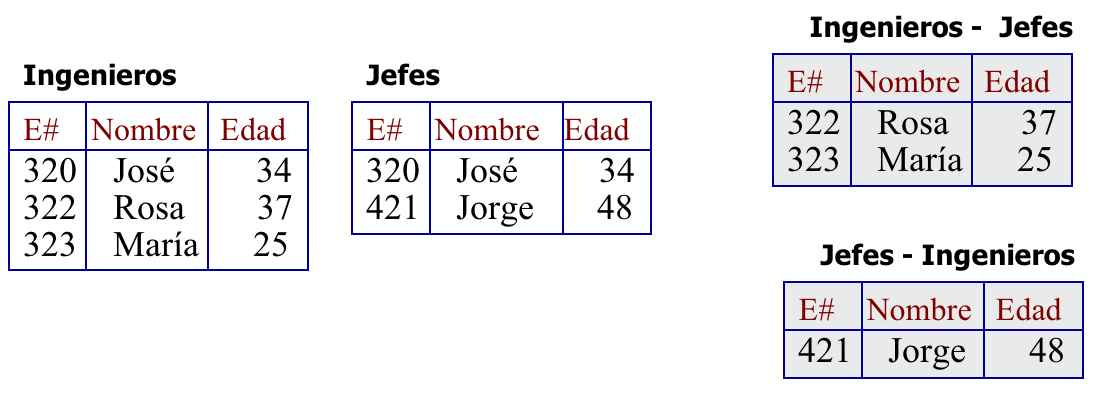 Ingenieros
E# Nombre Edad
320 José 34
322 Rosa 37
323 María 25
Jefes
E# Nombre Edad
320 José 34
421 Jorge 48
Ingenieros - Jefes
E# Nombre Edad
322 Rosa 37
323 María 25
Jefes - Ingenieros
E# Nombre Edad
421 Jorge 48